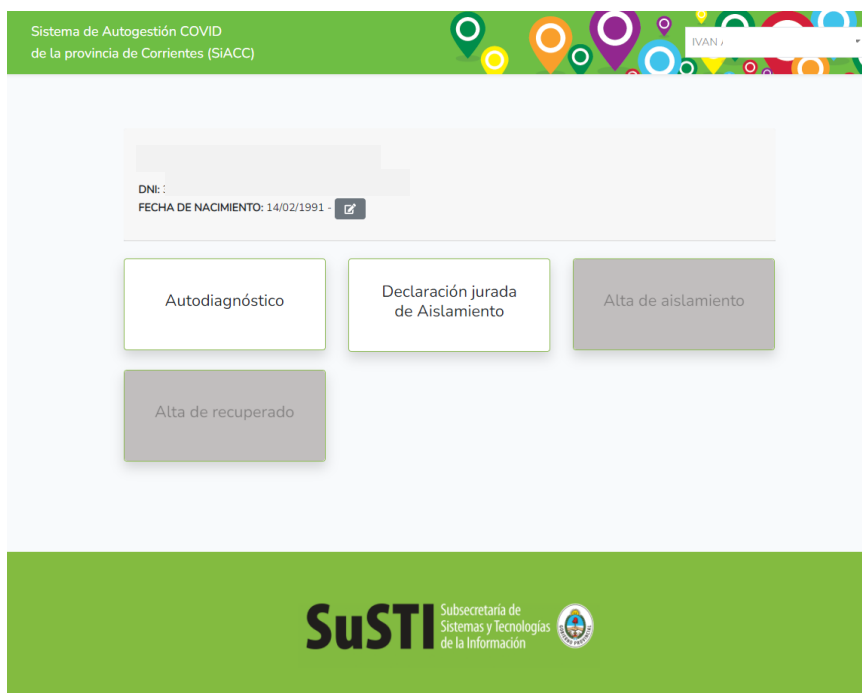 Sistema de Autogestión COVID
de la provincia de Corrientes (SiACC)
IVAN
DNI:
FECHA DE NACIMIENTO: 14/02/1991 -
Autodiagnóstico
Declaración jurada
de Aislamiento
Alta de aislamiento
Alta de recuperado
SuSTI
Subsecretaría de
Sistemas y Tecnologías
de la Información